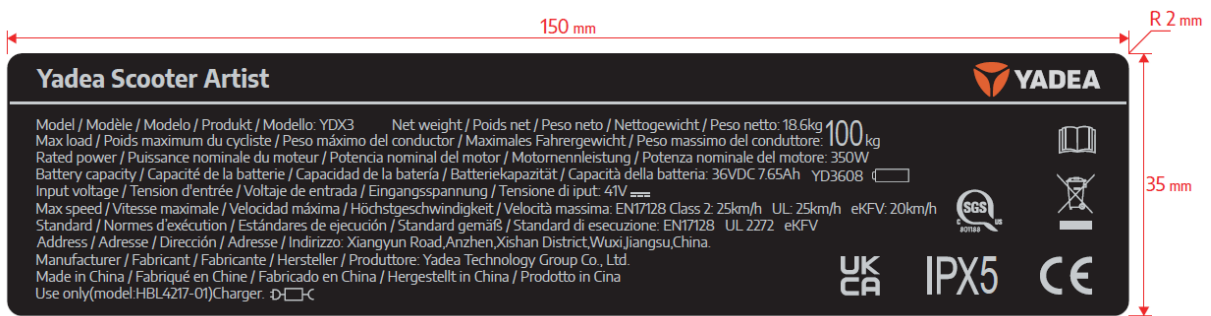 150 mm
R 2 mm
Yadea Scooter Artist
YADEA
Model / Modèle / Modelo / Produkt / Modello: YDX3 Net weight / Poids net / Peso neto / Nettogewicht / Peso netto: 18.6kg
Max load / Poids maximum du cycliste / Peso máximo del conductor / Maximales Fahrergewicht / Peso massimo del conduttore: 100 kg
Rated power / Puissance nominale du moteur / Potencia nominal del motor / Motornennleistung / Potenza nominale del motore: 350W
Battery capacity / Capacité de la batterie / Capacidad de la batería / Batteriekapazität / Capacità della batteria: 36VDC 7.65Ah YD3608
Input voltage / Tension d'entrée / Voltaje de entrada / Eingangsspannung / Tensione di iput: 41V
35 mm
Max speed / Vitesse maximale / Velocidad máxima / Höchstgeschwindigkeit / Velocità massima: EN17128 Class 2: 25km/h UL: 25km/h eKFV: 20km/h
SGS
C US
Standard / Normes d'exécution / Estándares de ejecución / Standard gemäß / Standard di esecuzione: EN17128 UL 2272 eKFV
Address / Adresse / Dirección / Adresse / Indirizzo: Xiangyun Road,Anzhen,Xishan District,Wuxi,Jiangsu,China.
Manufacturer / Fabricant / Fabricante / Hersteller / Produttore: Yadea Technology Group Co., Ltd.
Made in China / Fabriqué en Chine / Fabricado en China / Hergestellt in China / Prodotto in Cina
Use only(model:HBL4217-01)Charger.
UK
CA
IPX5
CE